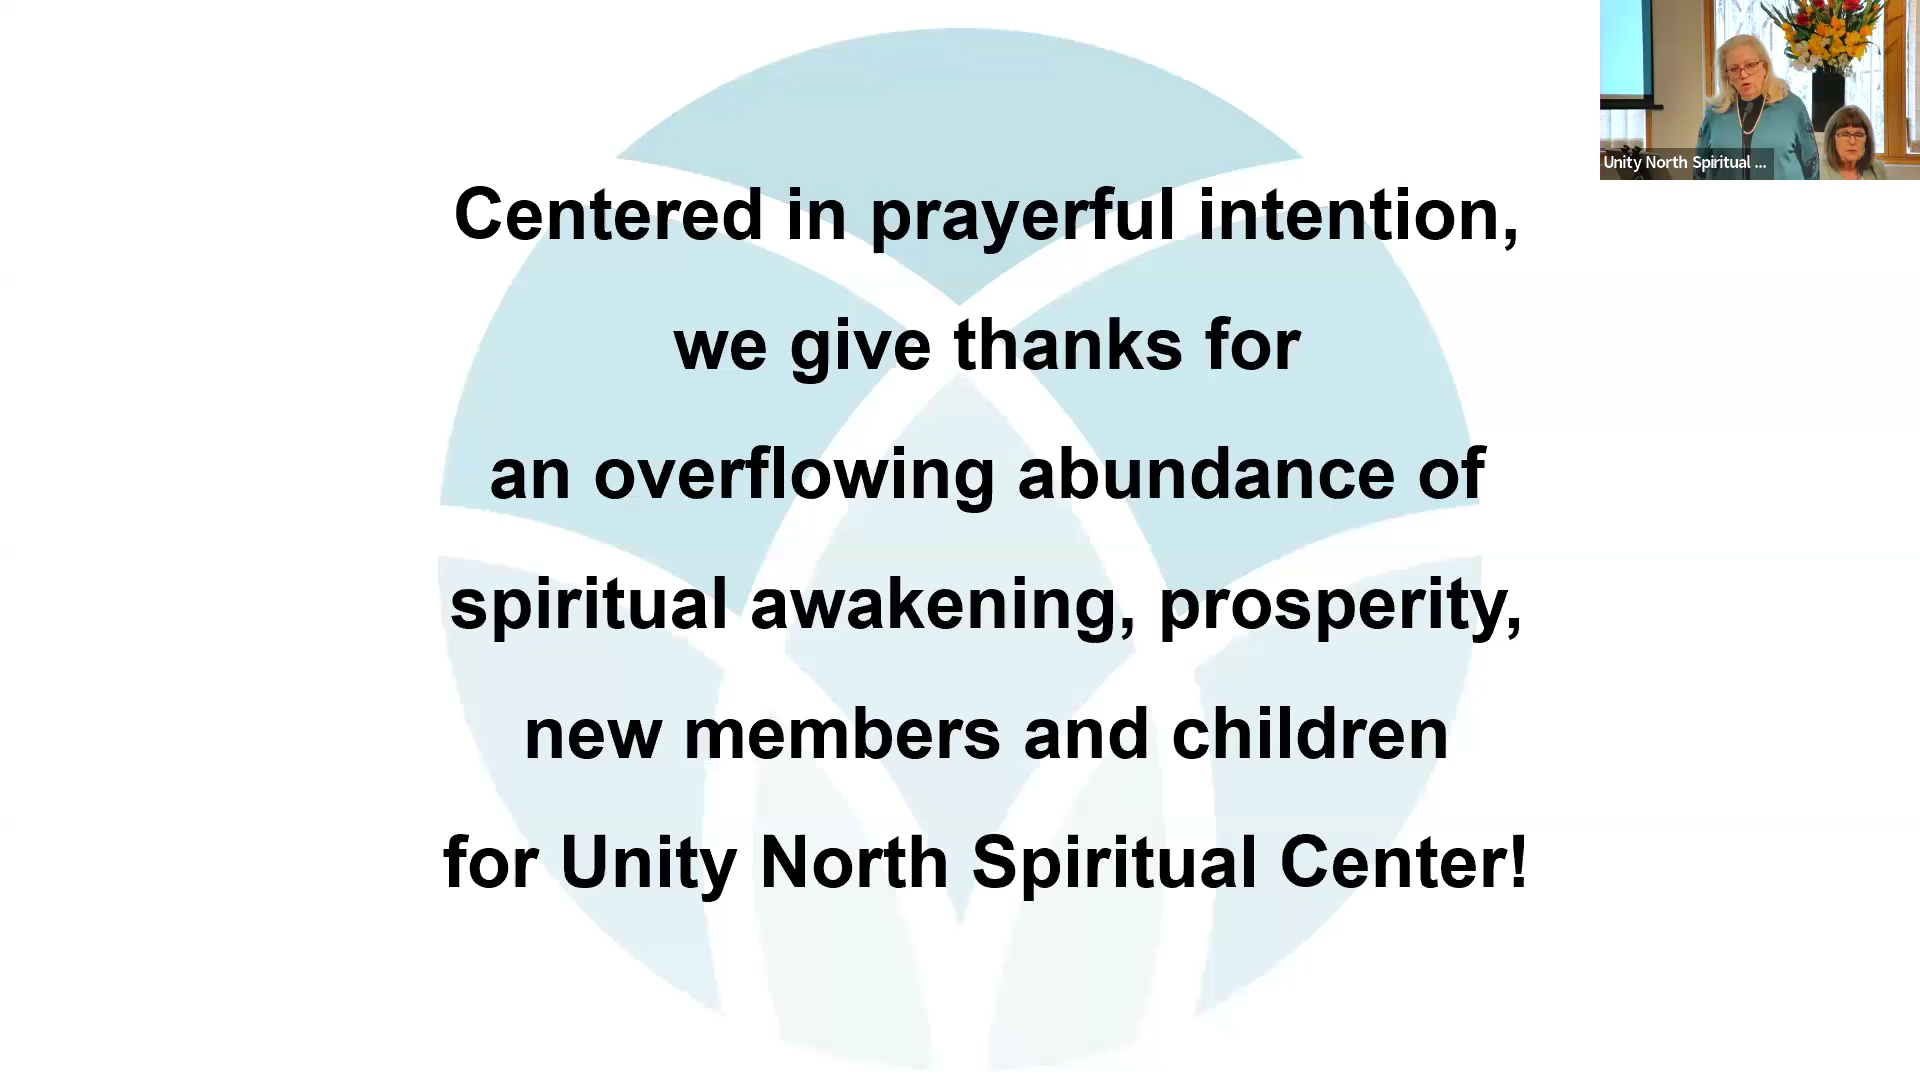 Centered in prayerful intention,
we give thanks for
an overflowing abundance of
spiritual awakening, prosperity,
new members and children
for Unity North Spiritual Center!
Unity North Spiritual ...